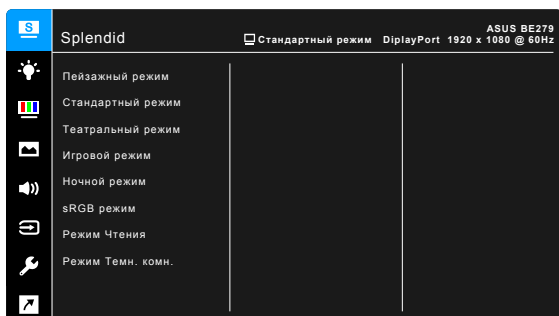 S
ASUS BE279
Splendid
Стандартный режим DiplayPort 1920 x 1080 @ 60Hz
Пейзажный режим
Стандартный режим
Театральный режим
Игровой режим
Ночной режим
sRGB режим
Режим Чтения
Режим Темн. комн.